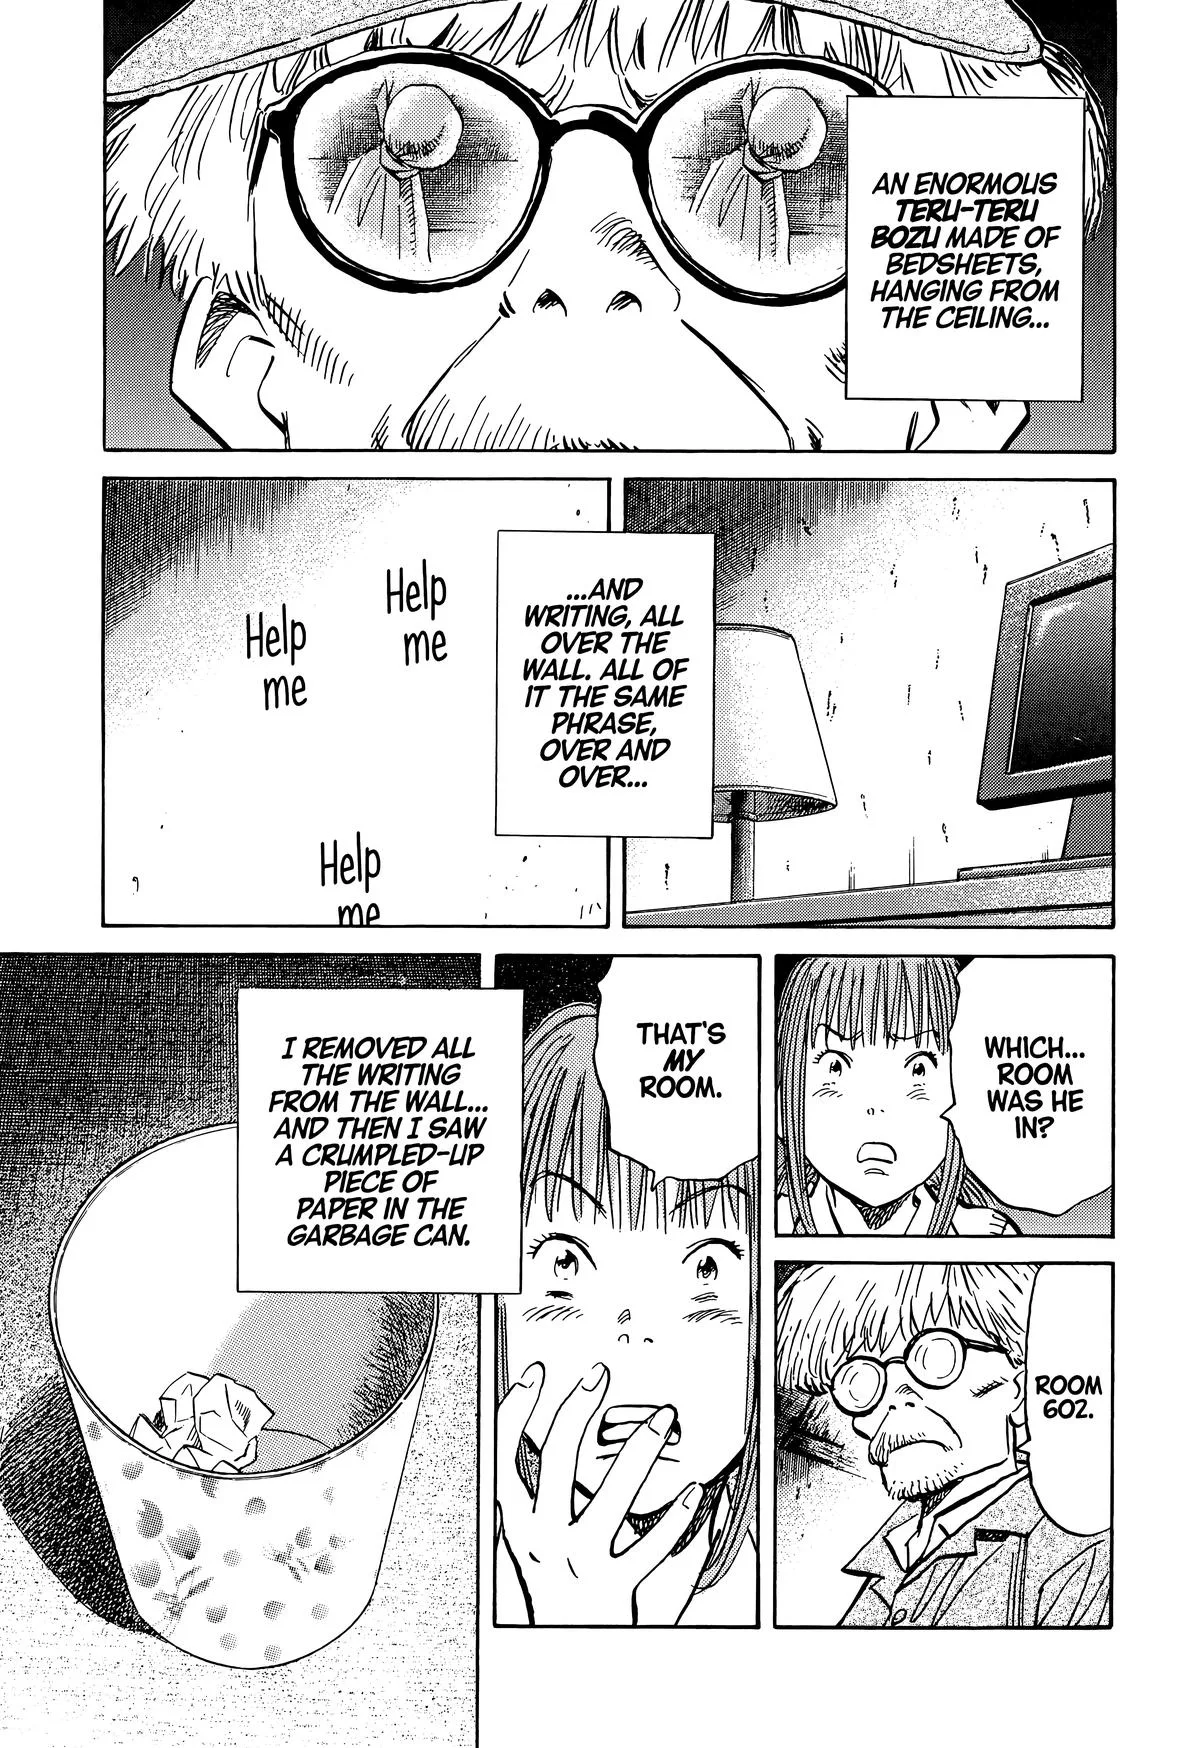 AN ENORMOUS
TERU-TERU
BOZU MADE OF
BEDSHEETS,
HANGING FROM
THE CEILING...
...AND
WRITING, ALL
OVER THE
WALL. ALL OF
IT THE SAME
PHRASE,
OVER AND
OVER...
Help
me
Help
me
Help
me
WHICH...
ROOM
WAS HE
IN?
ROOM
602.
THAT'S
MY
ROOM.
I REMOVED ALL
THE WRITING
FROM THE WALL...
AND THEN I SAW
A CRUMPLED-UP
PIECE OF
PAPER IN THE
GARBAGE CAN.